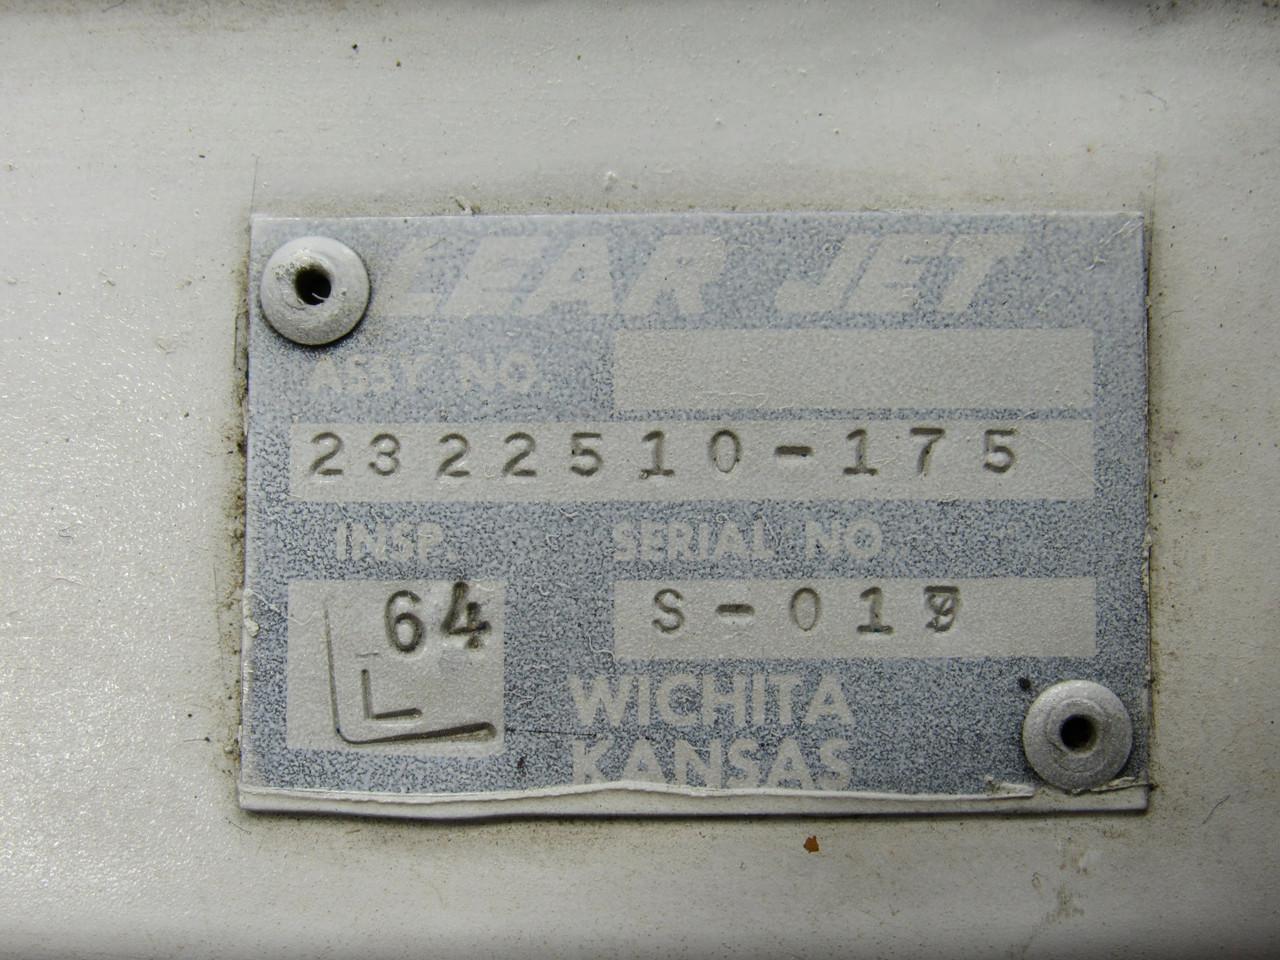 LEAR JET
ASSY NO.
2322510-175
INSP. SERIAL NO
64 S-01
L
WICHITA
KANSAS